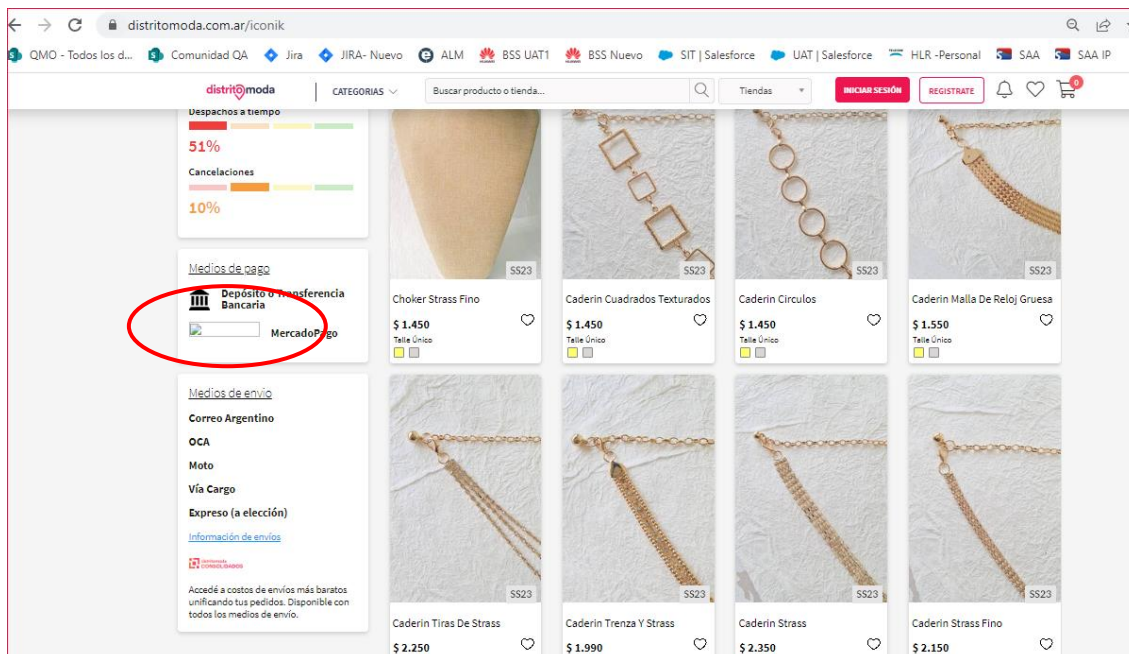 distritomoda.com.ar/iconik
QMO - Todos los d... Comunidad QA Jira JIRA- Nuevo ALM BSS UAT1 BSS Nuevo SIT | Salesforce UAT | Salesforce HLR -Personal SAA SAA IP
distritomoda CATEGORIAS Buscar producto o tienda... Tiendas INICIAR SESIÓN REGISTRATE 0
Despachos a tiempo
51%
Cancelaciones
10%
Medios de pago
Depósito o Transferencia
Bancaria
MercadoPago
Medios de envio
Correo Argentino
OCA
Moto
Vía Cargo
Expreso (a elección)
Información de envíos
distritomoda
CONSOLIDADOS
Accedé a costos de envíos más baratos
unificando tus pedidos. Disponible con
todos los medios de envío.
SS23 SS23 SS23 SS23
Choker Strass Fino Caderin Cuadrados Texturados Caderin Circulos Caderin Malla De Reloj Gruesa
$ 1.450 $ 1.450 $ 1.450 $ 1.550
Talle Único Talle Único Talle Único Talle Único
SS23 SS23 SS23 SS23
Caderin Tiras De Strass Caderin Trenza Y Strass Caderin Strass Caderin Strass Fino
$ 2.250 $ 1.990 $ 2.350 $ 2.150